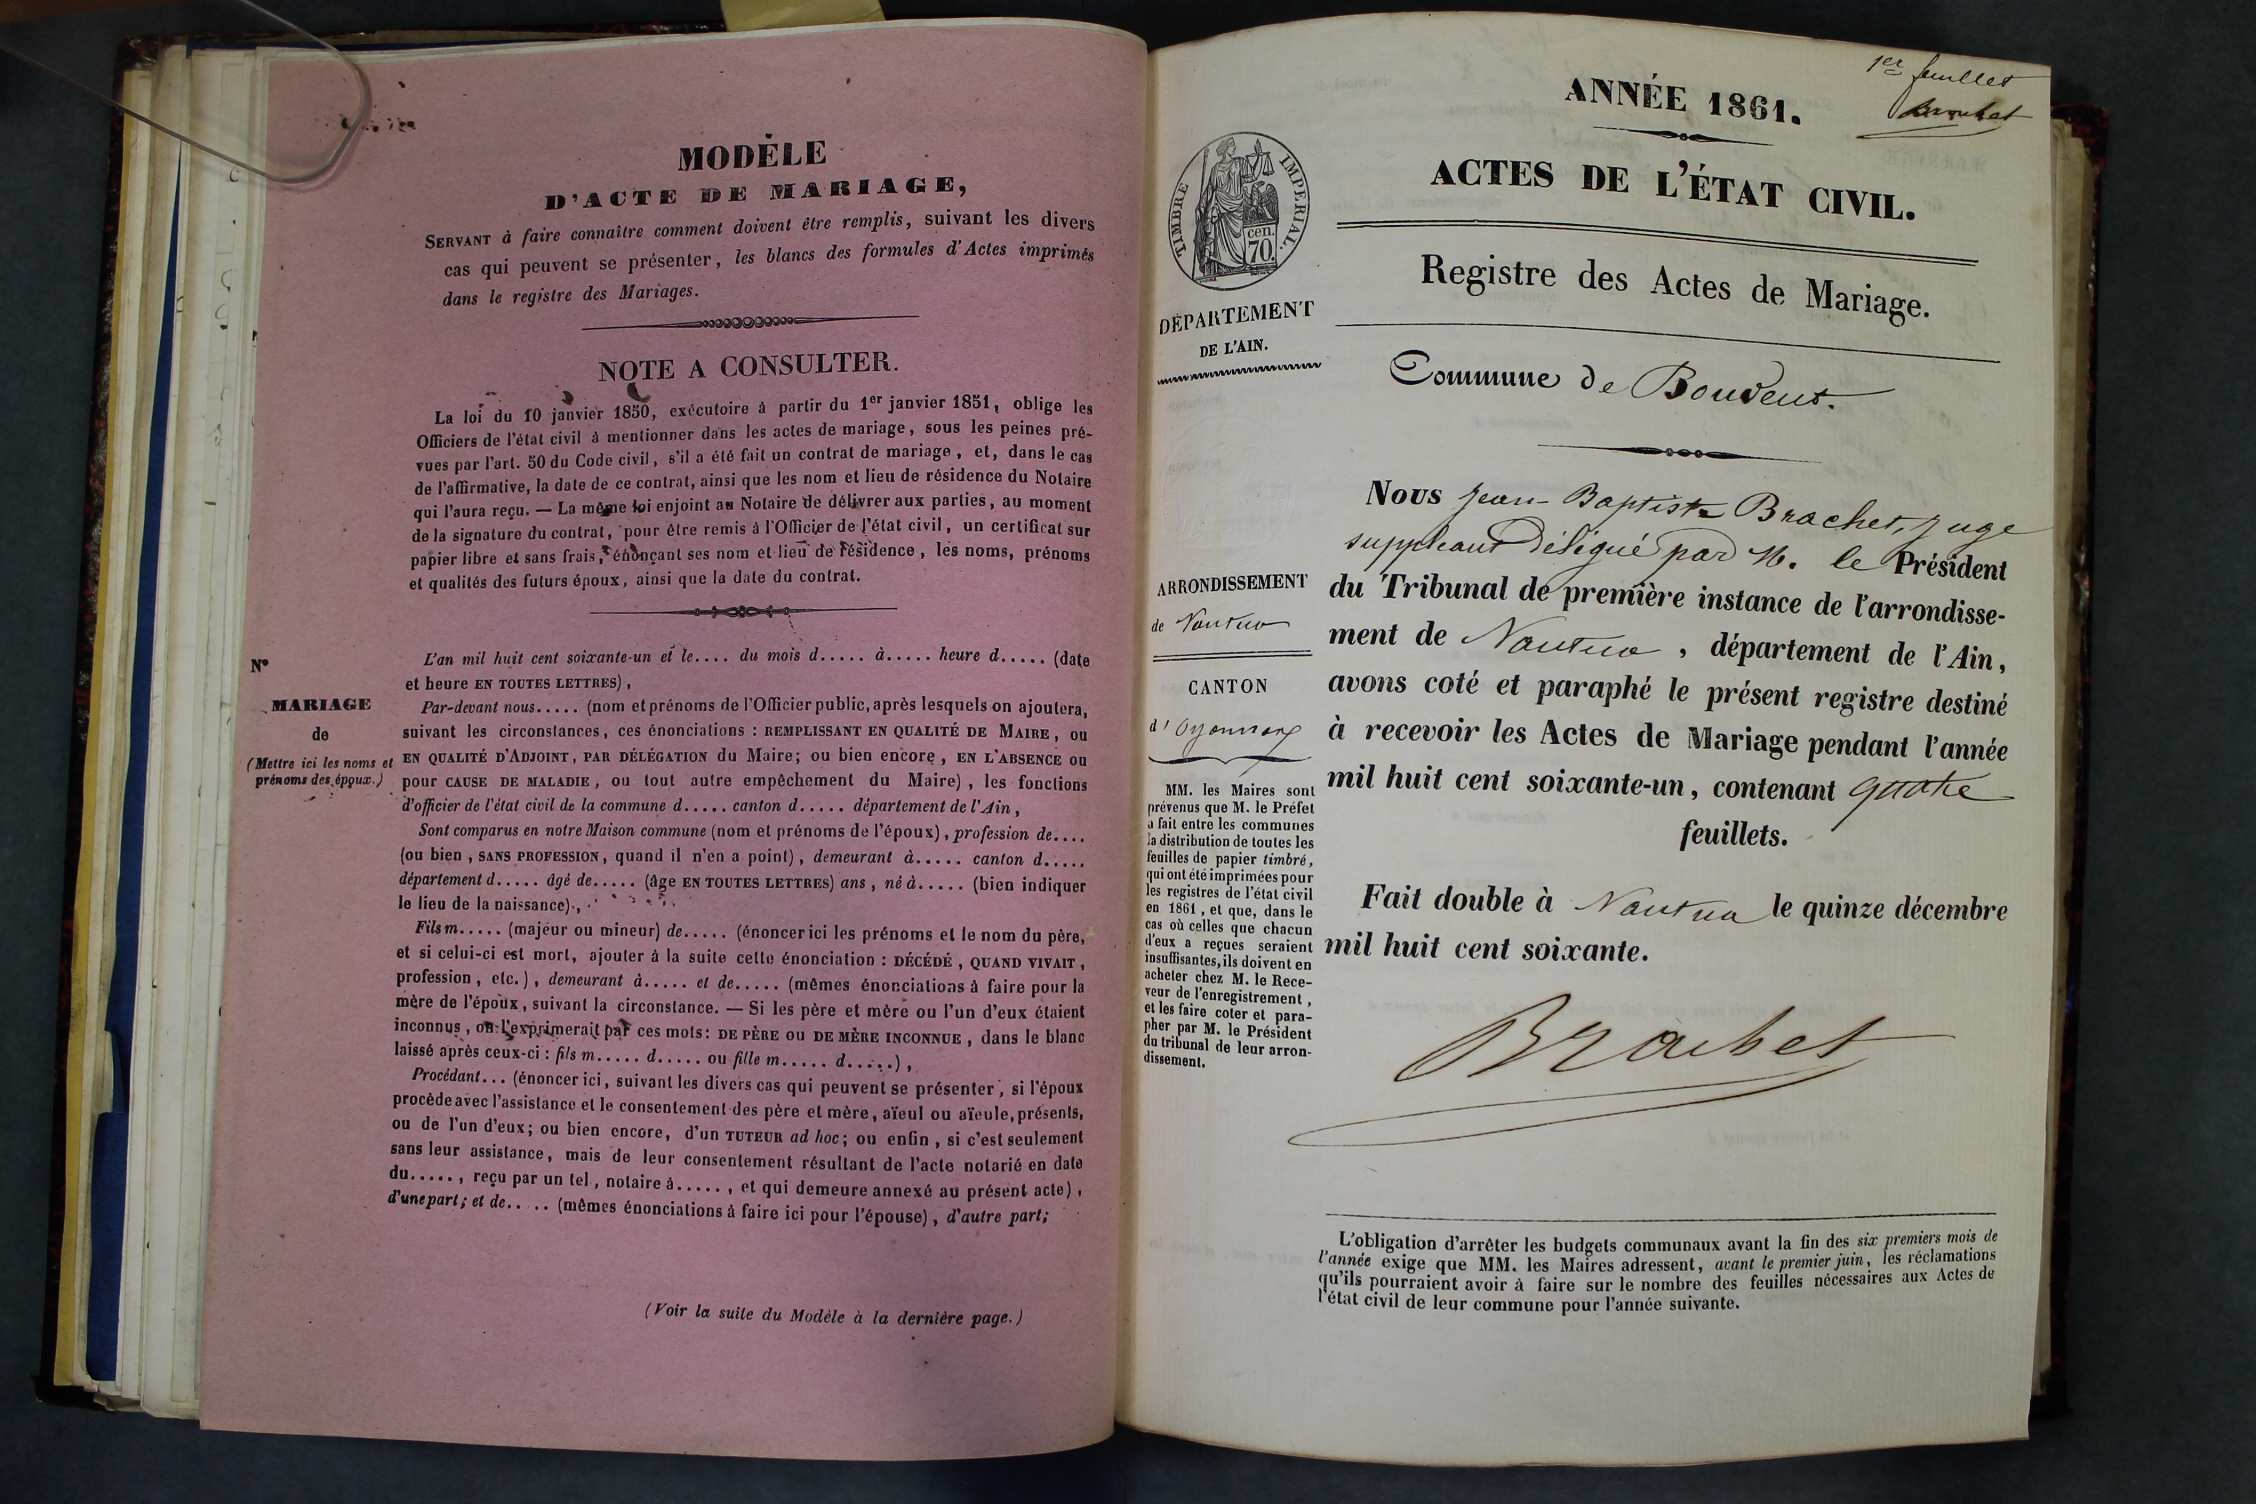 MODÈLE
D'ACTE DE MARIAGE,
SERVANT à faire connaître comment doivent être remplis, suivant les divers
cas qui peuvent se présenter, les blancs des formules d'Actes imprimés
dans le registre des Mariages.
NOTE A CONSULTER.
La loi du 10 janvier 1850, exécutoire à partir du 1er janvier 1851, oblige les
Officiers de l'état civil à mentionner dans les actes de mariage, sous les peines pré-
vues par l'art. 50 du Code civil, s'il a été fait un contrat de mariage, et, dans le cas
de l'affirmative, la date de ce contrat, ainsi que les nom et lieu de résidence du Notaire
qui l'aura reçu. — La même loi enjoint au Notaire de délivrer aux parties, au moment
de la signature du contrat, pour être remis à l'Officier de l'état civil, un certificat sur
papier libre et sans frais, énonçant ses nom et lieu de résidence, les noms, prénoms
et qualités des futurs époux, ainsi que la date du contrat.
N°
MARIAGE
de
(Mettre ici les noms et
prénoms des époux.)
L'an mil huit cent soixante-un et le.... du mois d..... à..... heure d..... (date
et heure EN TOUTES LETTRES),
Par-devant nous..... (nom et prénoms de l'Officier public, après lesquels on ajoutera,
suivant les circonstances, ces énonciations : REMPLISSANT EN QUALITÉ DE MAIRE, ou
EN QUALITÉ D'ADJOINT, PAR DÉLÉGATION du Maire; ou bien encore, EN L'ABSENCE ou
pour CAUSE DE MALADIE, ou tout autre empêchement du Maire), les fonctions
d'officier de l'état civil de la commune d..... canton d..... département de l'Ain,
Sont comparus en notre Maison commune (nom et prénoms de l'époux), profession de....
(ou bien, SANS PROFESSION, quand il n'en a point), demeurant à..... canton d.....
département d..... âgé de..... (âge EN TOUTES LETTRES) ans, né à..... (bien indiquer
le lieu de la naissance),
Fils m..... (majeur ou mineur) de..... (énoncer ici les prénoms et le nom du père,
et si celui-ci est mort, ajouter à la suite cette énonciation : DÉCÉDÉ, QUAND VIVAIT,
profession, etc.), demeurant à..... et de..... (mêmes énonciations à faire pour la
mère de l'époux, suivant la circonstance. — Si les père et mère ou l'un d'eux étaient
inconnus, on l'exprimerait par ces mots: DE PÈRE OU DE MÈRE INCONNUE, dans le blanc
laissé après ceux-ci : fils m..... d..... ou fille m..... d.....),
Procédant... (énoncer ici, suivant les divers cas qui peuvent se présenter, si l'époux
procède avec l'assistance et le consentement des père et mère, aïeul ou aïeule, présents,
ou de l'un d'eux; ou bien encore, d'un TUTEUR ad hoc; ou enfin, si c'est seulement
sans leur assistance, mais de leur consentement résultant de l'acte notarié en date
du....., reçu par un tel, notaire à....., et qui demeure annexé au présent acte),
d'une part; et de.. .. (mêmes énonciations à faire ici pour l'épouse), d'autre part;
(Voir la suite du Modèle à la dernière page.)
1er feuillet
Brachet
ANNÉE 1861.
ACTES DE L'ÉTAT CIVIL.
TIMBRE IMPERIAL.
cen.
70.
DÉPARTEMENT
DE L'AIN.
Registre des Actes de Mariage.
Commune de Bouvent.
Nous Jean-Baptiste Brachet, Juge
suppléant délégué par M. le Président
du Tribunal de première instance de l'arrondisse-
ment de Nantua, département de l'Ain,
avons coté et paraphé le présent registre destiné
à recevoir les Actes de Mariage pendant l'année
mil huit cent soixante-un, contenant quatre
feuillets.
Fait double à Nantua le quinze décembre
mil huit cent soixante.
Brachet
ARRONDISSEMENT
de Nantua
CANTON
d'Oyonnax
MM. les Maires sont
prévenus que M. le Préfet
a fait entre les communes
la distribution de toutes les
feuilles de papier timbré,
qui ont été imprimées pour
les registres de l'état civil
en 1861, et que, dans le
cas où celles que chacun
d'eux a reçues seraient
insuffisantes, ils doivent en
acheter chez M. le Rece-
veur de l'enregistrement,
et les faire coter et para-
pher par M. le Président
du tribunal de leur arron-
dissement.
L'obligation d'arrêter les budgets communaux avant la fin des six premiers mois de
l'année exige que MM. les Maires adressent, avant le premier juin, les réclamations
qu'ils pourraient avoir à faire sur le nombre des feuilles nécessaires aux Actes de
l'état civil de leur commune pour l'année suivante.